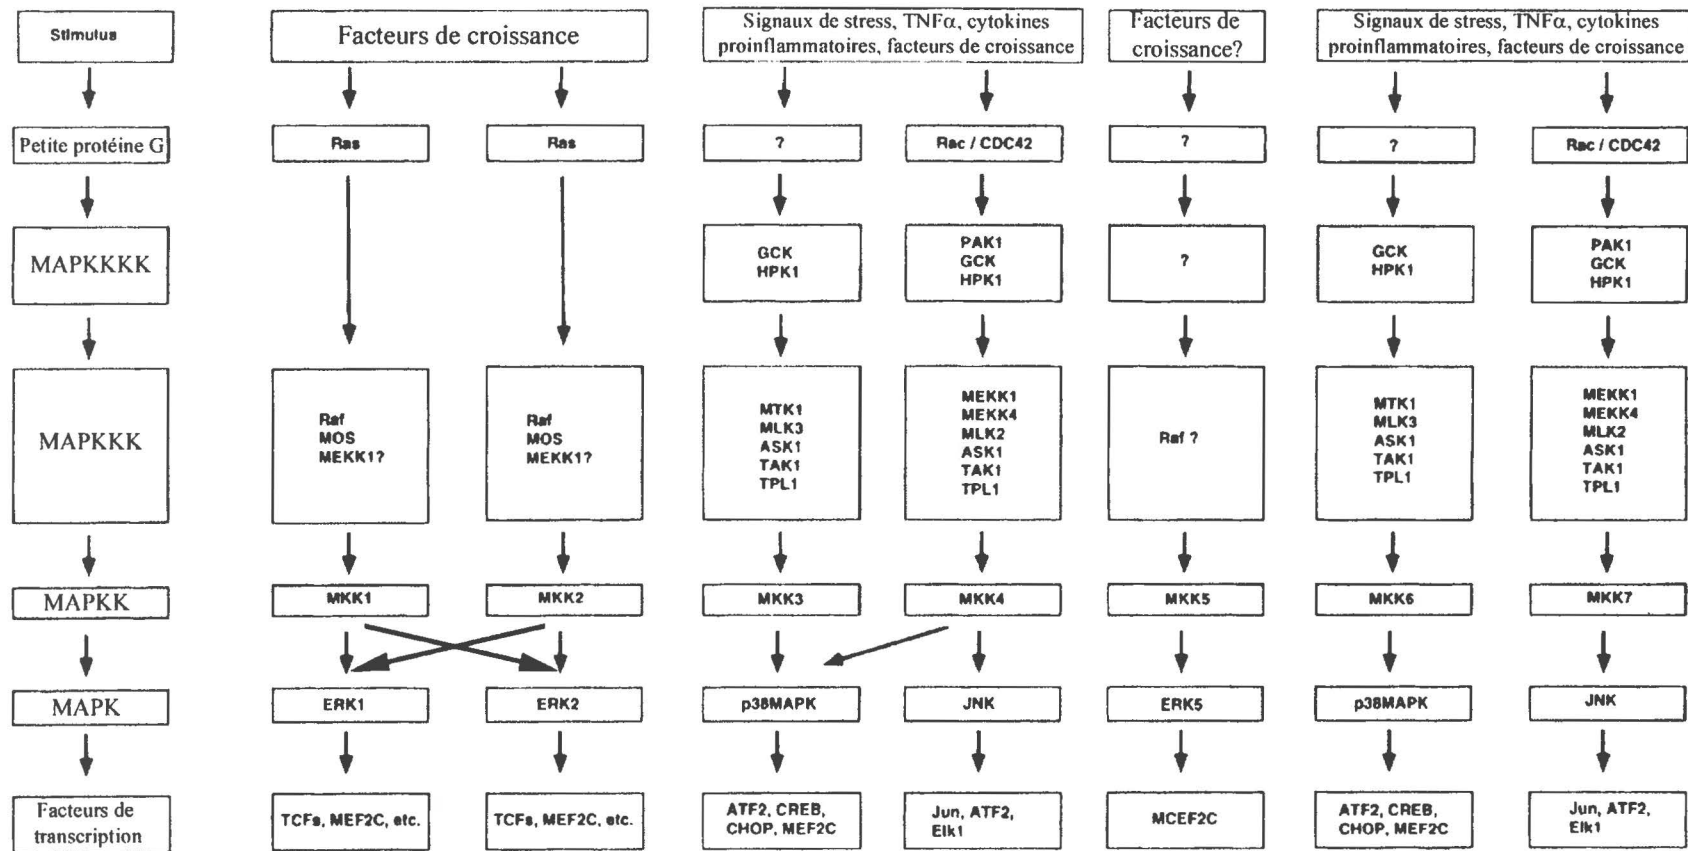 Stimulus
Facteurs de croissance
Signaux de stress, TNFα, cytokines
proinflammatoires, facteurs de croissance
Facteurs de
croissance?
Signaux de stress, TNFα, cytokines
proinflammatoires, facteurs de croissance
Petite protéine G
Ras
Ras
?
Rac / CDC42
?
?
Rac / CDC42
MAPKKKK
GCK
HPK1
PAK1
GCK
HPK1
?
GCK
HPK1
PAK1
GCK
HPK1
MAPKKK
Raf
MOS
MEKK1?
Raf
MOS
MEKK1?
MTK1
MLK3
ASK1
TAK1
TPL1
MEKK1
MEKK4
MLK2
ASK1
TAK1
TPL1
Raf ?
MTK1
MLK3
ASK1
TAK1
TPL1
MEKK1
MEKK4
MLK2
ASK1
TAK1
TPL1
MAPKK
MKK1
MKK2
MKK3
MKK4
MKK5
MKK6
MKK7
MAPK
ERK1
ERK2
p38MAPK
JNK
ERK5
p38MAPK
JNK
Facteurs de
transcription
TCFs, MEF2C, etc.
TCFs, MEF2C, etc.
ATF2, CREB,
CHOP, MEF2C
Jun, ATF2,
Elk1
MCEF2C
ATF2, CREB,
CHOP, MEF2C
Jun, ATF2,
Elk1